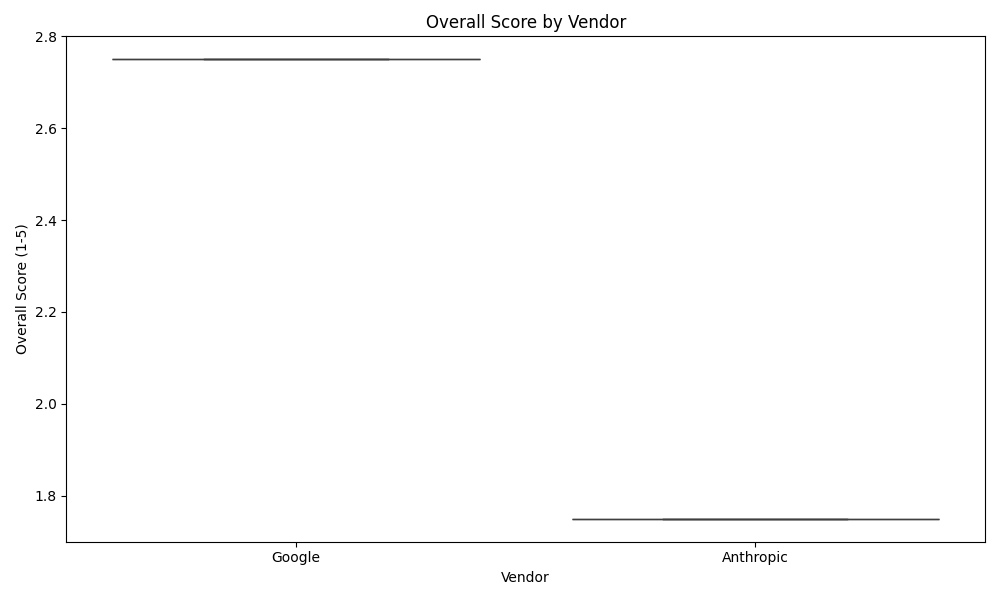 Overall Score by Vendor
2.8
2.6
2.4
2.2
2.0
1.8
Overall Score (1-5)
Google
Anthropic
Vendor